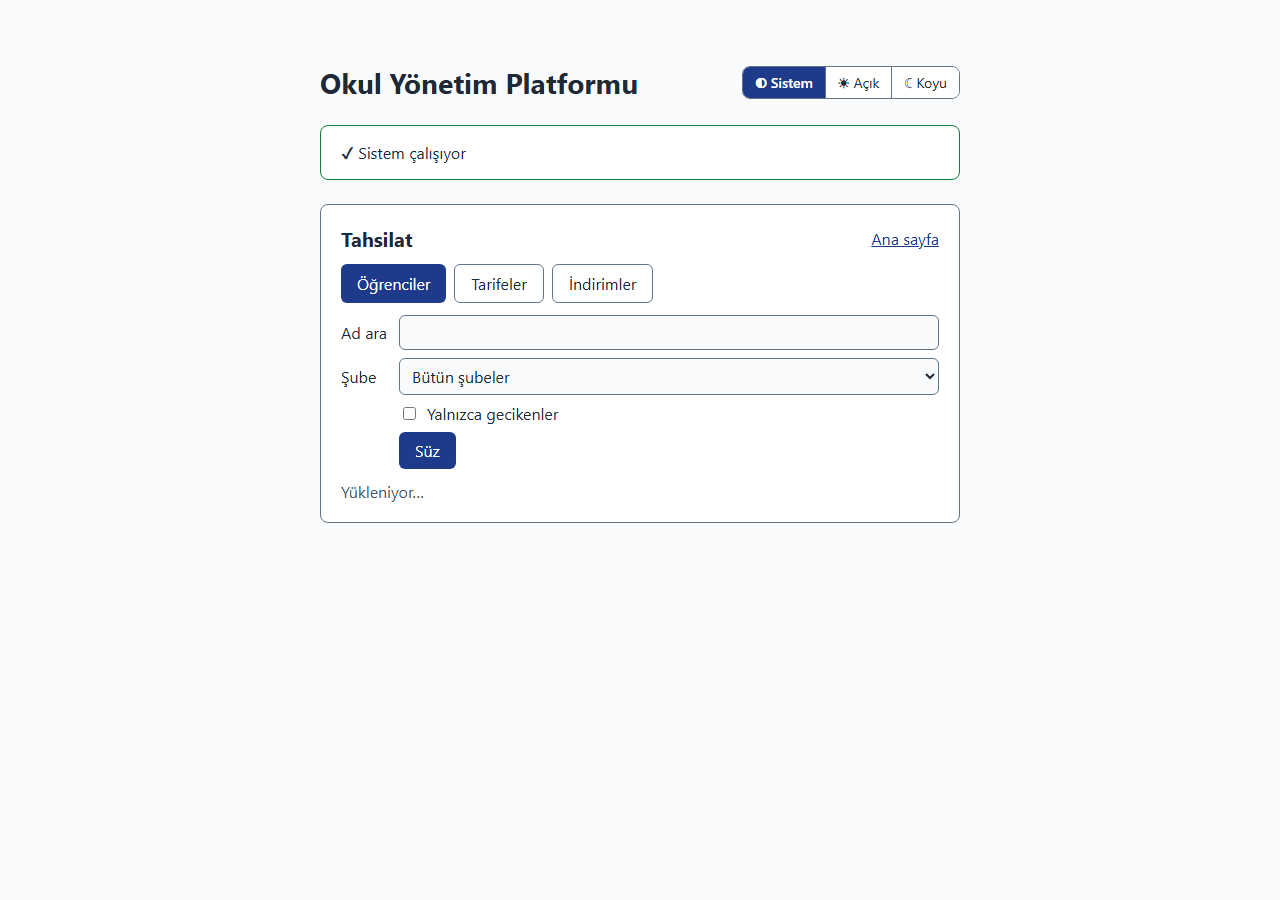 Okul Yönetim Platformu
◐ Sistem ☀ Açık ☾ Koyu
✓ Sistem çalışıyor
Tahsilat Ana sayfa
Öğrenciler Tarifeler İndirimler
Ad ara
Şube Bütün şubeler
Yalnızca gecikenler
Süz
Yükleniyor...